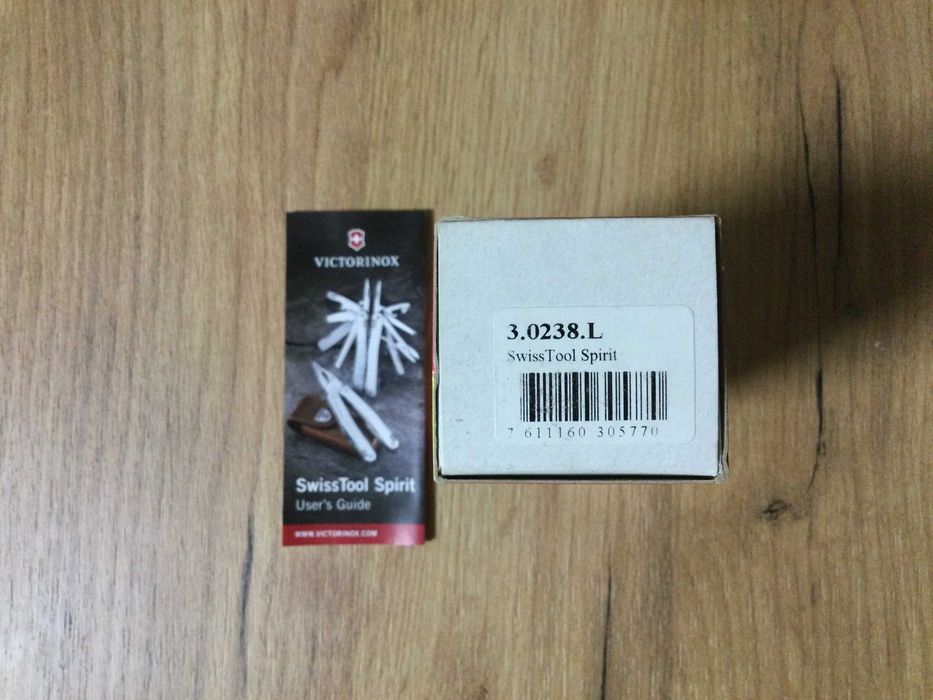 VICTORINOX
SwissTool Spirit
User's Guide
WWW.VICTORINOX.COM
3.0238.L
SwissTool Spirit
7 611160 305770